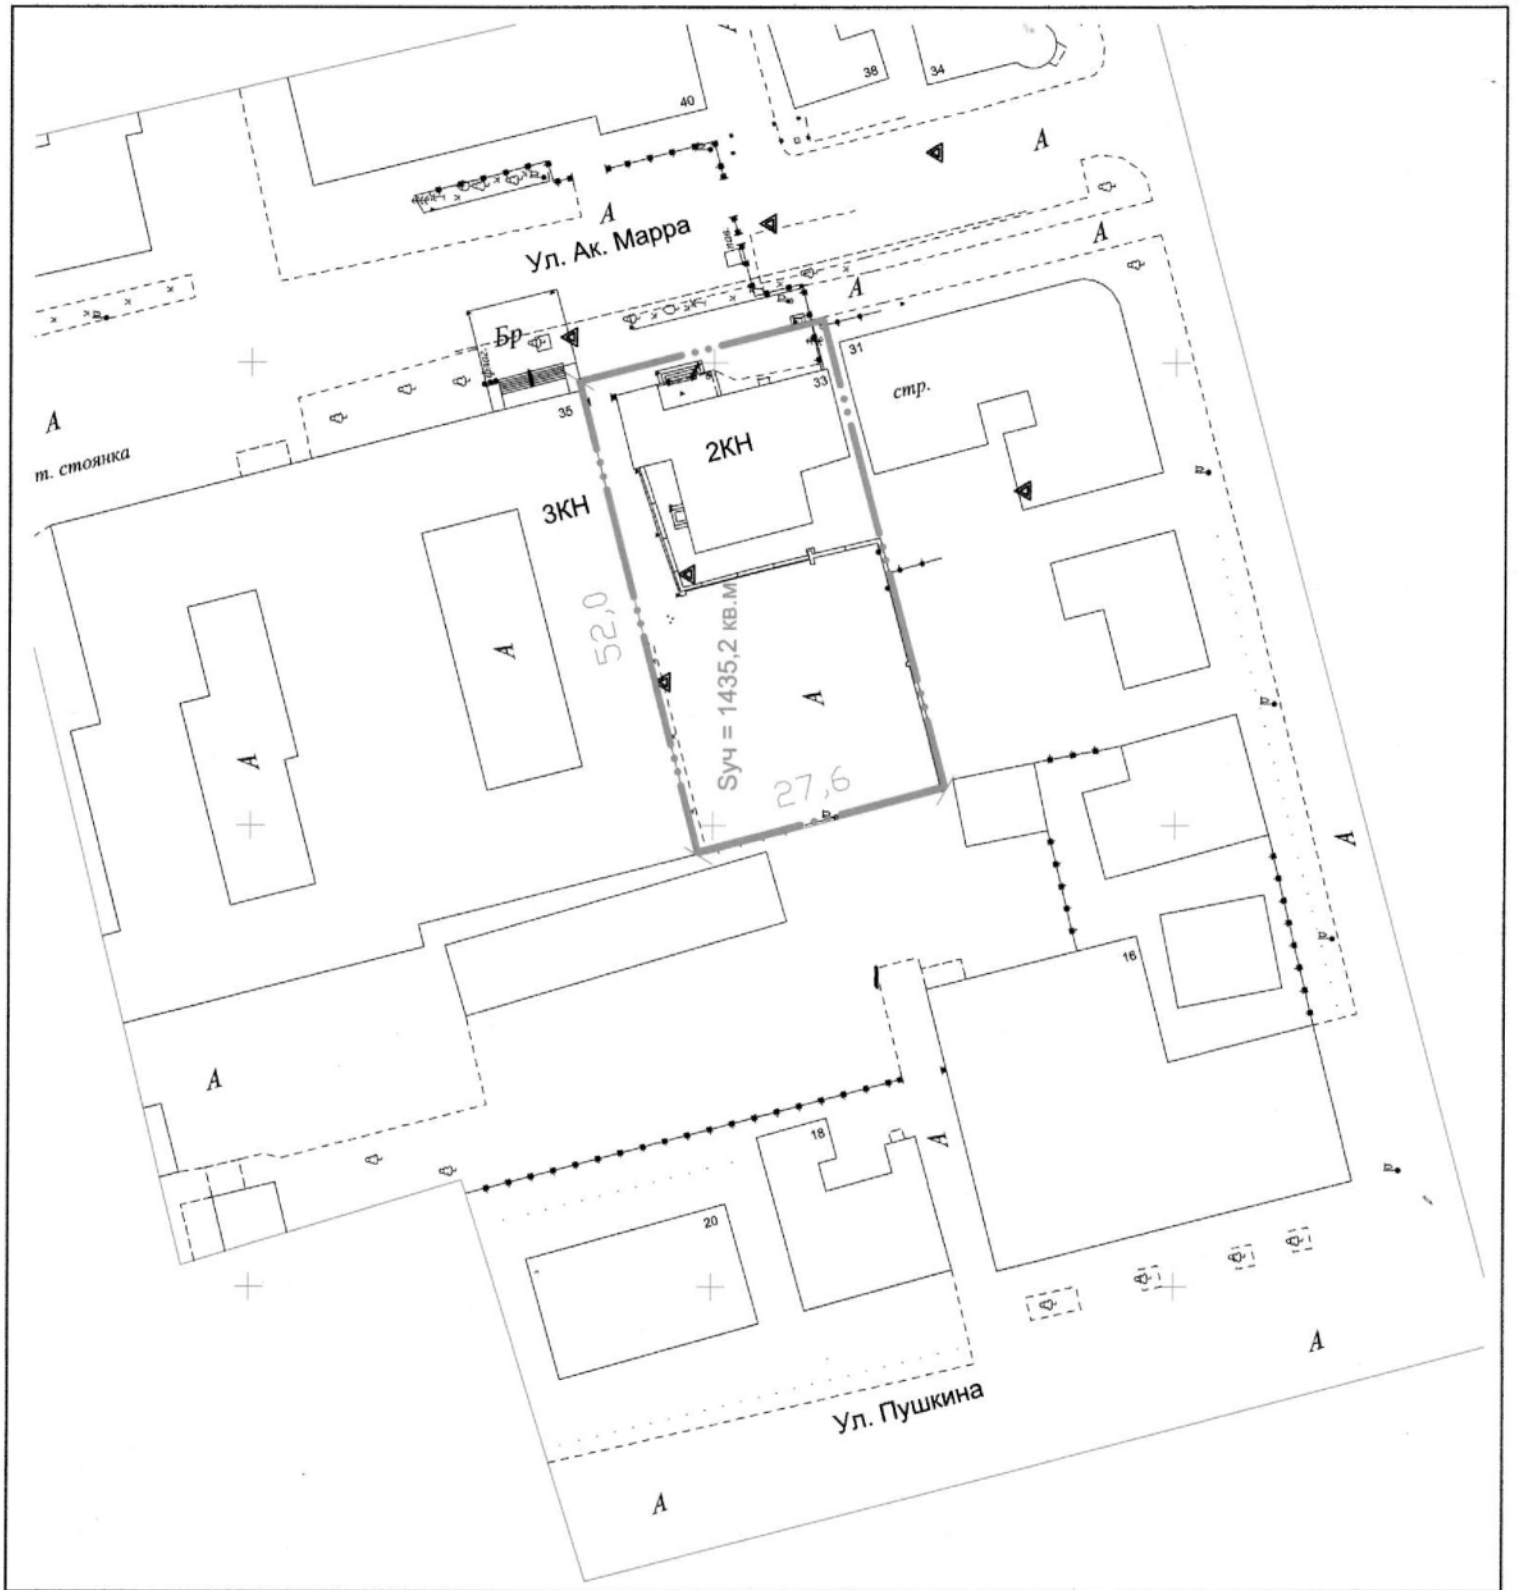 38
34
40
А
А
Ул. Ак. Марра
А
А
Бр
31
33
стр.
35
А
2КН
т. стоянка
3КН
52,0
Sуч = 1435,2 кв.м
А
А
А
27,6
А
16
А
18
А
20
А
Ул. Пушкина
А